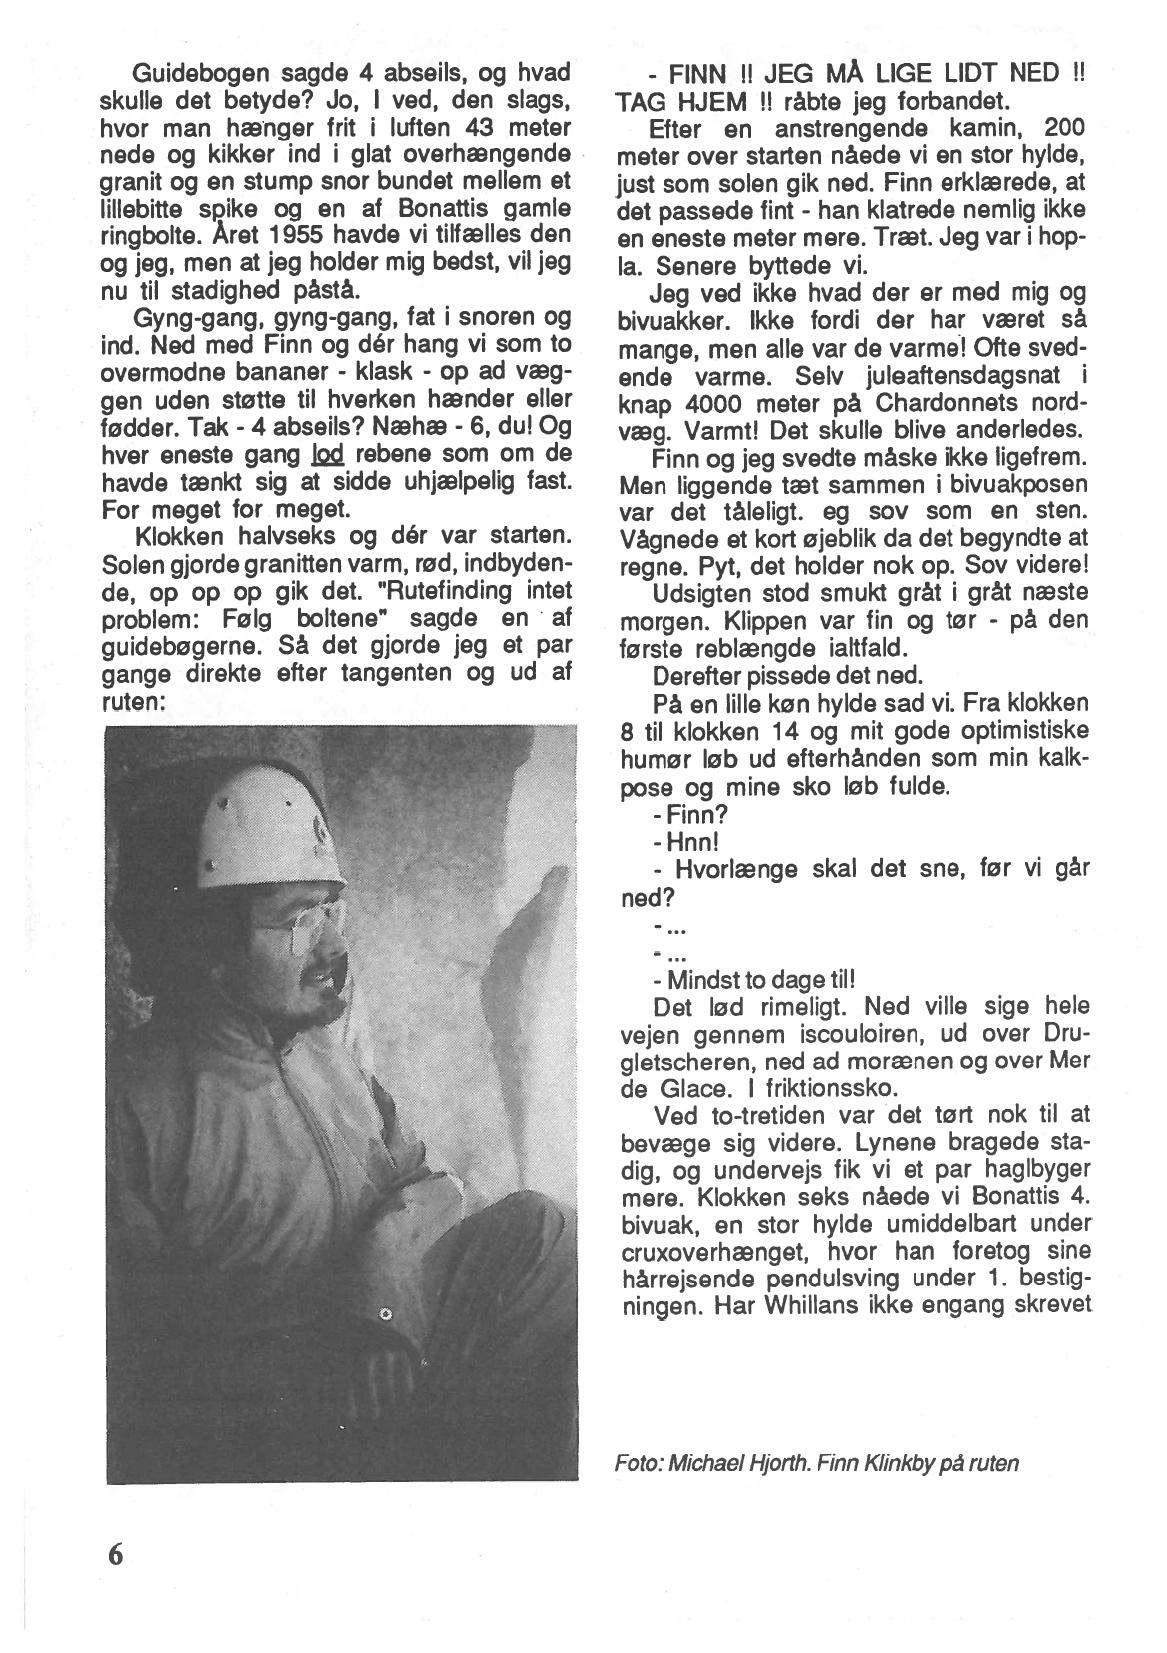 Guidebogen sagde 4 abseils, og hvad
skulle det betyde? Jo, I ved, den slags,
hvor man hænger frit i luften 43 meter
nede og kikker ind i glat overhængende
granit og en stump snor bundet mellem et
lillebitte spike og en af Bonattis gamle
ringbolte. Året 1955 havde vi tilfælles den
og jeg, men at jeg holder mig bedst, vil jeg
nu til stadighed påstå.
Gyng-gang, gyng-gang, fat i snoren og
ind. Ned med Finn og dér hang vi som to
overmodne bananer - klask - op ad væg-
gen uden støtte til hverken hænder eller
fødder. Tak - 4 abseils? Næhæ - 6, du! Og
hver eneste gang lod rebene som om de
havde tænkt sig at sidde uhjælpelig fast.
For meget for meget.
Klokken halvseks og dér var starten.
Solen gjorde granitten varm, rød, indbyden-
de, op op op gik det. "Rutefinding intet
problem: Følg boltene" sagde en af
guidebøgerne. Så det gjorde jeg et par
gange direkte efter tangenten og ud af
ruten:
- FINN !! JEG MÅ LIGE LIDT NED !!
TAG HJEM !! råbte jeg forbandet.
Efter en anstrengende kamin, 200
meter over starten nåede vi en stor hylde,
just som solen gik ned. Finn erklærede, at
det passede fint - han klatrede nemlig ikke
en eneste meter mere. Træt. Jeg var i hop-
la. Senere byttede vi.
Jeg ved ikke hvad der er med mig og
bivuakker. Ikke fordi der har været så
mange, men alle var de varme! Ofte sved-
ende varme. Selv juleaftensdagsnat i
knap 4000 meter på Chardonnets nord-
væg. Varmt! Det skulle blive anderledes.
Finn og jeg svedte måske ikke ligefrem.
Men liggende tæt sammen i bivuakposen
var det tåleligt. eg sov som en sten.
Vågnede et kort øjeblik da det begyndte at
regne. Pyt, det holder nok op. Sov videre!
Udsigten stod smukt gråt i gråt næste
morgen. Klippen var fin og tør - på den
første reblængde ialtfald.
Derefter pissede det ned.
På en lille køn hylde sad vi. Fra klokken
8 til klokken 14 og mit gode optimistiske
humør løb ud efterhånden som min kalk-
pose og mine sko løb fulde.
- Finn?
- Hnn!
- Hvorlænge skal det sne, før vi går
ned?
- ...
- ...
- Mindst to dage til!
Det lød rimeligt. Ned ville sige hele
vejen gennem iscouloiren, ud over Dru-
gletscheren, ned ad morænen og over Mer
de Glace. I friktionssko.
Ved to-tretiden var det tørt nok til at
bevæge sig videre. Lynene bragede sta-
dig, og undervejs fik vi et par haglbyger
mere. Klokken seks nåede vi Bonattis 4.
bivuak, en stor hylde umiddelbart under
cruxoverhænget, hvor han foretog sine
hårrejsende pendulsving under 1. bestig-
ningen. Har Whillans ikke engang skrevet
Foto: Michael Hjorth. Finn Klinkby på ruten
6